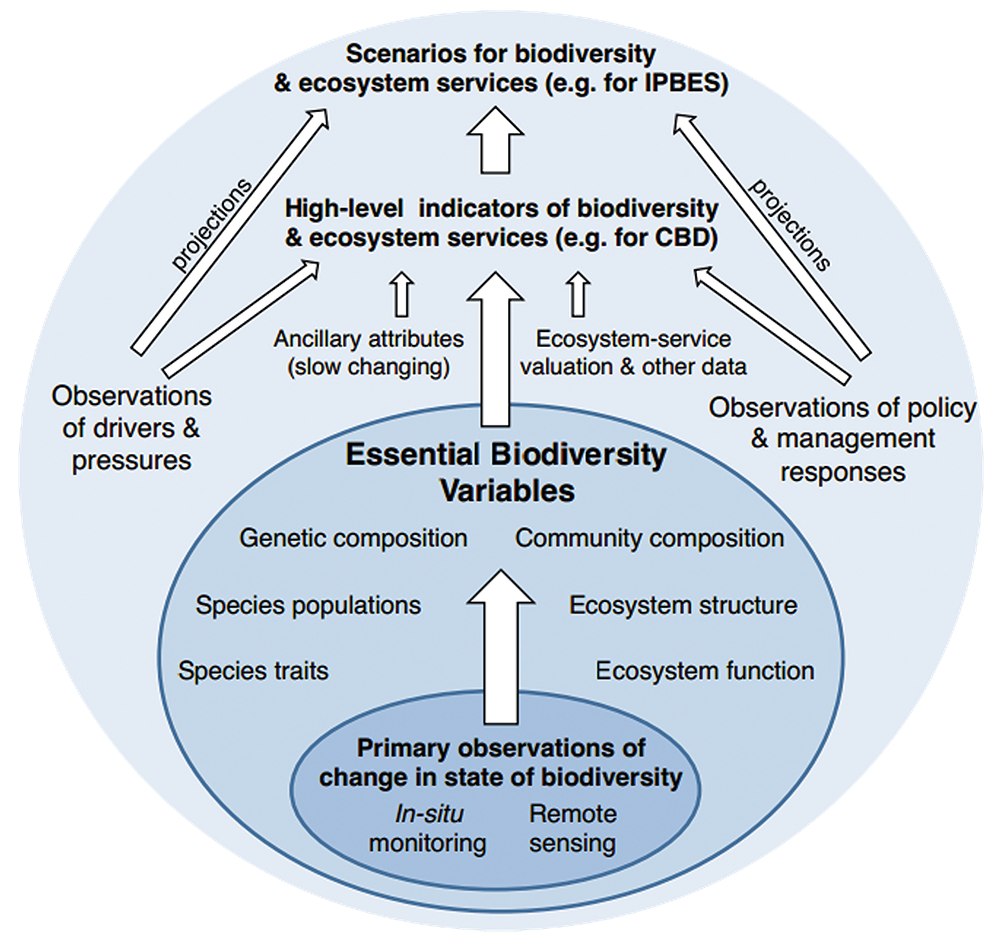 Scenarios for biodiversity
& ecosystem services (e.g. for IPBES)
projections
projections
High-level indicators of biodiversity
& ecosystem services (e.g. for CBD)
Ancillary attributes
(slow changing)
Ecosystem-service
valuation & other data
Observations
of drivers &
pressures
Observations of policy
& management
responses
Essential Biodiversity
Variables
Genetic composition
Community composition
Species populations
Ecosystem structure
Species traits
Ecosystem function
Primary observations of
change in state of biodiversity
In-situ
monitoring
Remote
sensing